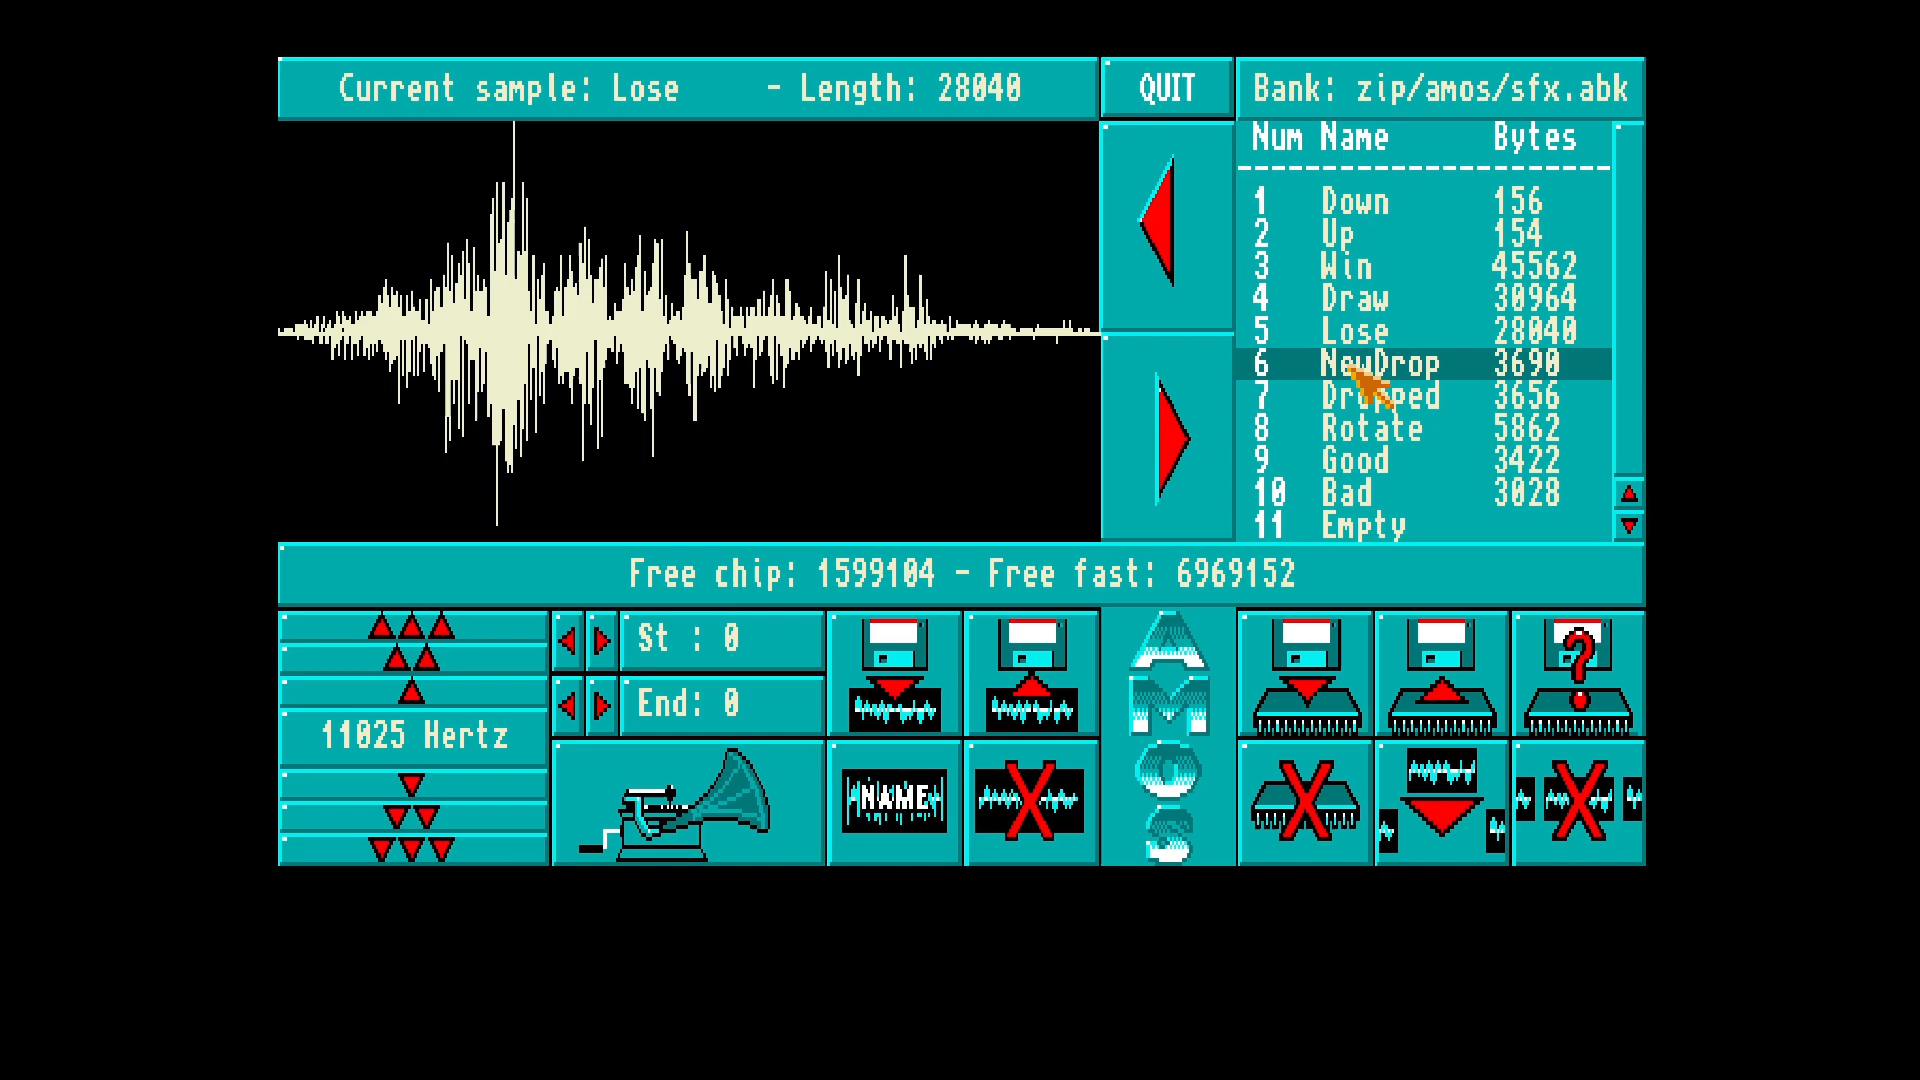 Current sample: Lose - Length: 28040
QUIT
Bank: zip/amos/sfx.abk
Num Name Bytes
1 Down 156
2 Up 154
3 Win 45562
4 Draw 30964
5 Lose 28040
6 NewDrop 3690
7 Dropped 3656
8 Rotate 5862
9 Good 3422
10 Bad 3028
11 Empty
Free chip: 1599104 - Free fast: 6969152
St : 0
End: 0
11025 Hertz
NAME
AMOS
?